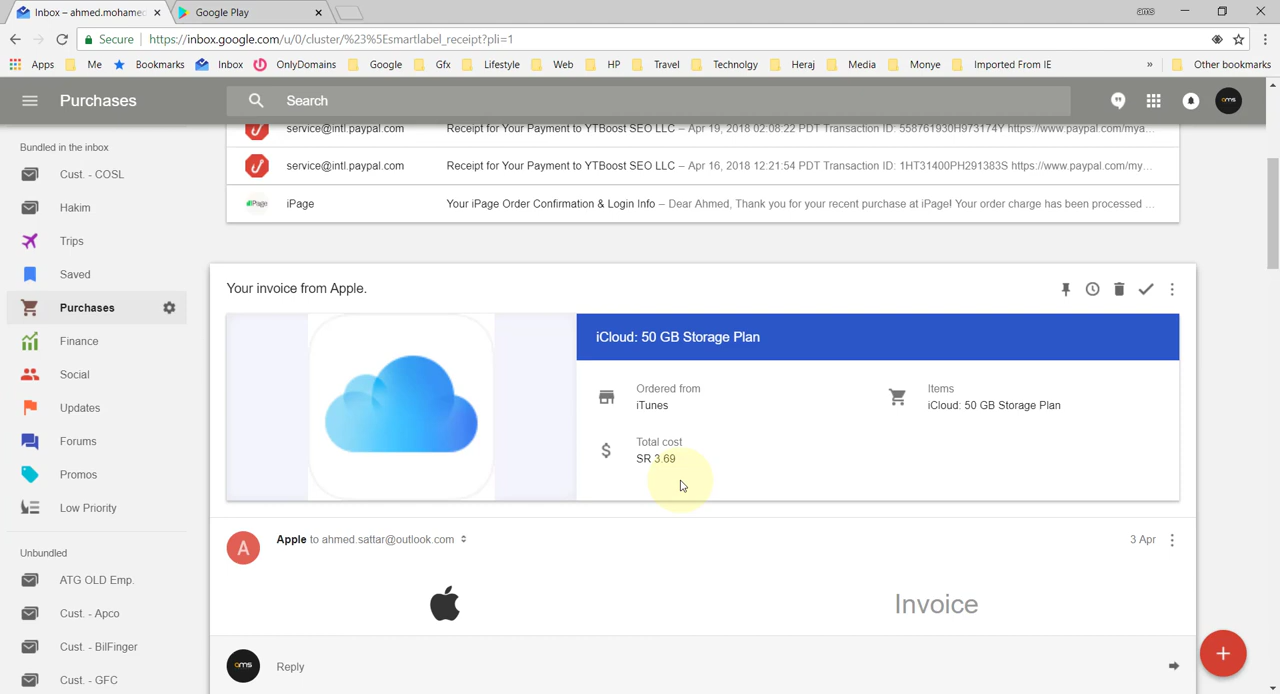 Inbox – ahmed.mohame
Google Play
ams
Secure
https://inbox.google.com/u/0/cluster/%23%5Esmartlabel_receipt?pli=1
Apps
Me
Bookmarks
Inbox
OnlyDomains
Google
Gfx
Lifestyle
Web
HP
Travel
Technolgy
Heraj
Media
Monye
Imported From IE
»
Other bookmarks
Purchases
Search
ams
Bundled in the inbox
Cust. - COSL
Hakim
Trips
Saved
Purchases
Finance
Social
Updates
Forums
Promos
Low Priority
Unbundled
ATG OLD Emp.
Cust. - Apco
Cust. - BilFinger
Cust. - GFC
service@intl.paypal.com Receipt for Your Payment to YTBoost SEO LLC – Apr 19, 2018 02:08:22 PDT Transaction ID: 558761930H973174Y https://www.paypal.com/mya...
service@intl.paypal.com Receipt for Your Payment to YTBoost SEO LLC – Apr 16, 2018 12:21:54 PDT Transaction ID: 1HT31400PH291383S https://www.paypal.com/my...
iPage iPage Your iPage Order Confirmation & Login Info – Dear Ahmed, Thank you for your recent purchase at iPage! Your order charge has been processed ...
Your invoice from Apple.
iCloud: 50 GB Storage Plan
Ordered from
iTunes
Items
iCloud: 50 GB Storage Plan
Total cost
SR 3.69
A
Apple to ahmed.sattar@outlook.com
3 Apr
Invoice
ams
Reply